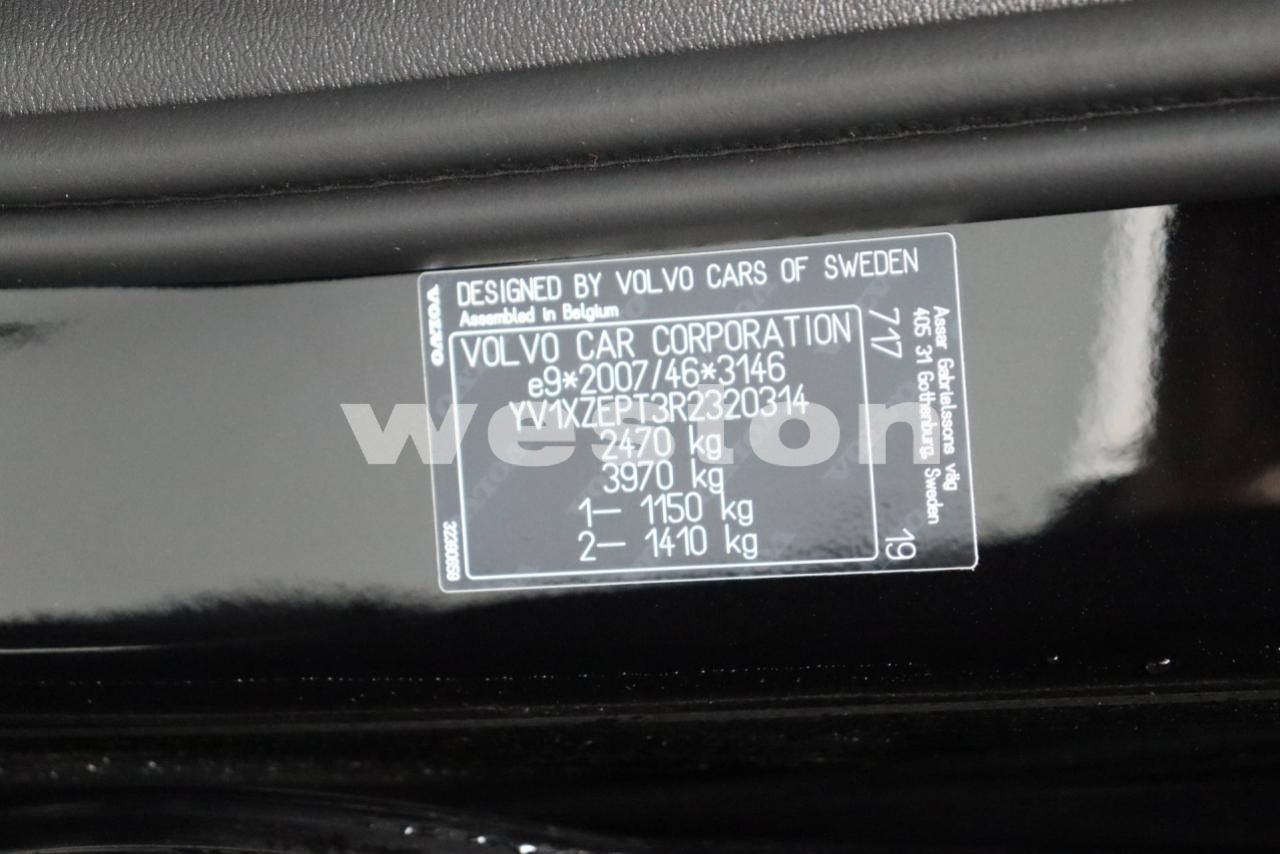 VOLVO
DESIGNED BY VOLVO CARS OF SWEDEN
Assembled in Belgium
VOLVO CAR CORPORATION
e9*2007/46*3146
YV1XZEPT3R2320314
2470 kg
3970 kg
1– 1150 kg
2– 1410 kg
717
19
Assar Gabrielssons väg
405 31 Gothenburg, Sweden
weston